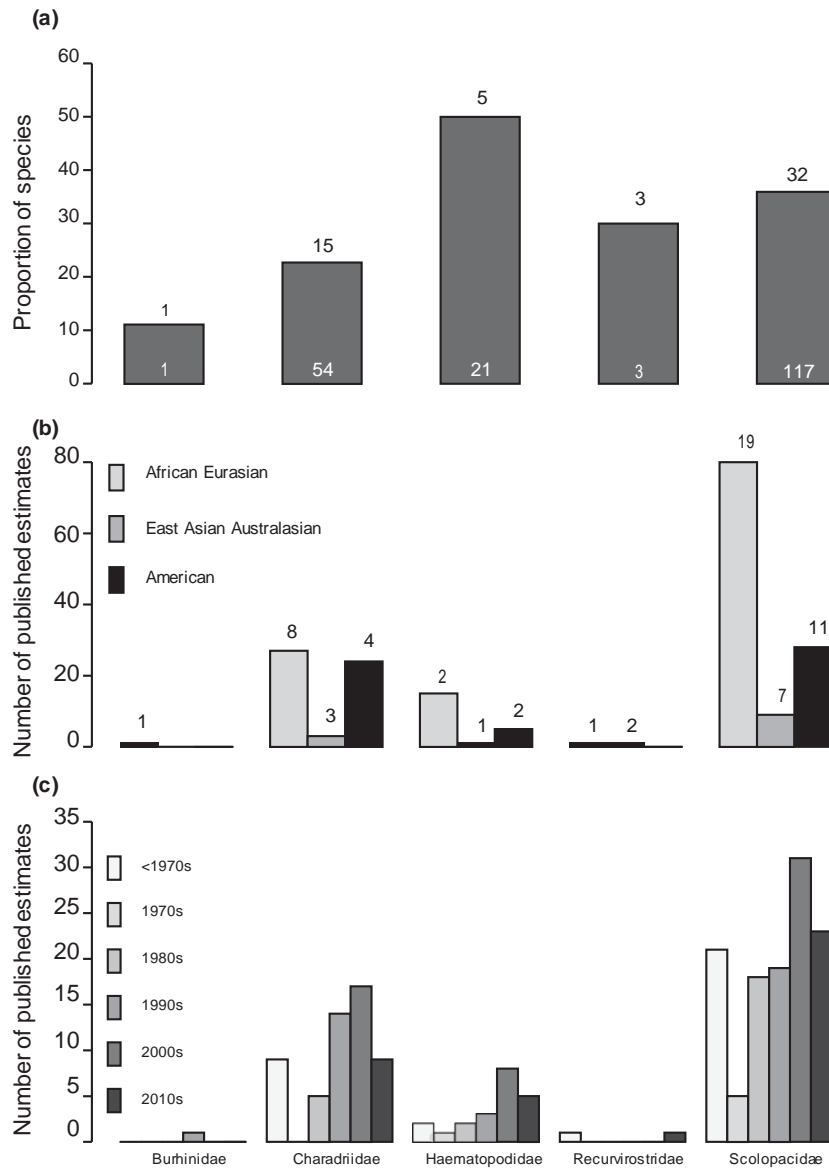 (a)
60
50
40
30
20
10
0
Proportion of species
1
15
5
3
32
1
54
21
3
117
(b)
80
60
40
20
0
Number of published estimates
African Eurasian
East Asian Australasian
American
1
8
3
4
2
1
2
1
2
19
7
11
(c)
35
30
25
20
15
10
5
0
Number of published estimates
<1970s
1970s
1980s
1990s
2000s
2010s
Burhinidae Charadriidae Haematopodidae Recurvirostridae Scolopacidæ